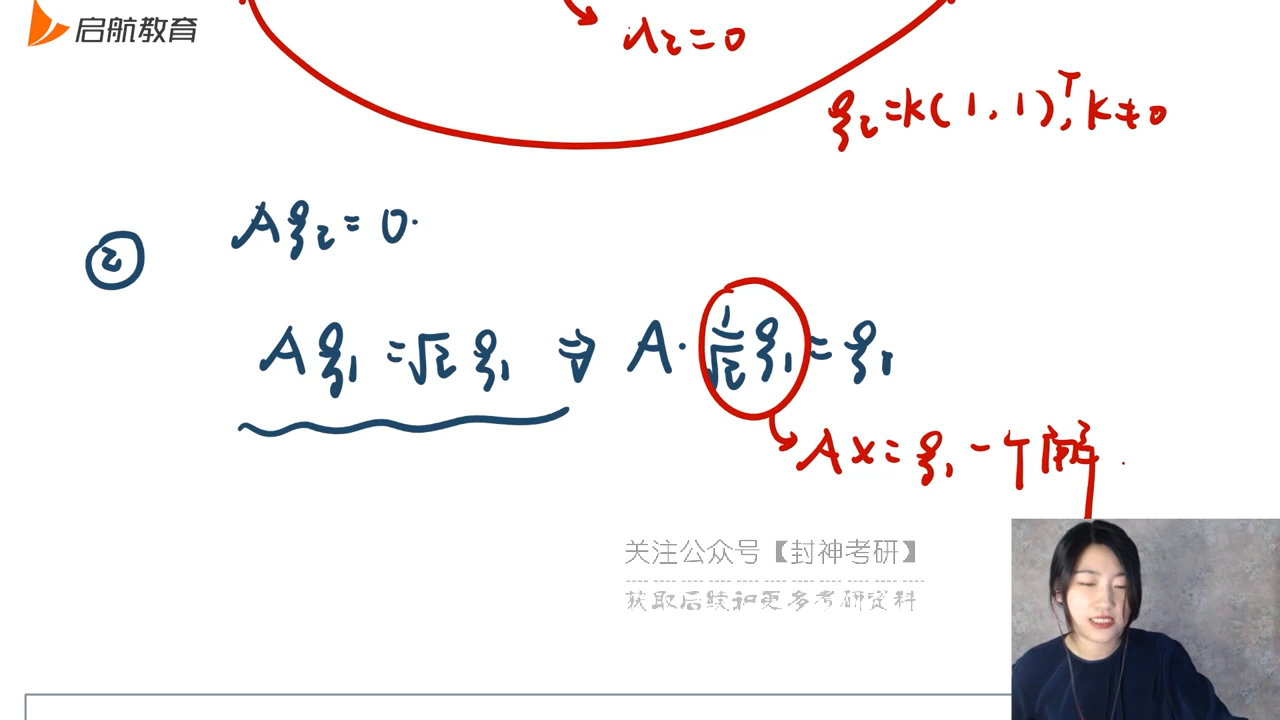 启航教育
λ₂=0
ξ₂=k(1,1)ᵀ,k≠0
② Aξ₂=0.
Aξ₁=√2ξ₁ ⇒ A·1/√2 ξ₁=ξ₁
Ax=ξ₁一个解.
关注公众号【封神考研】
获取后续和更多考研资料